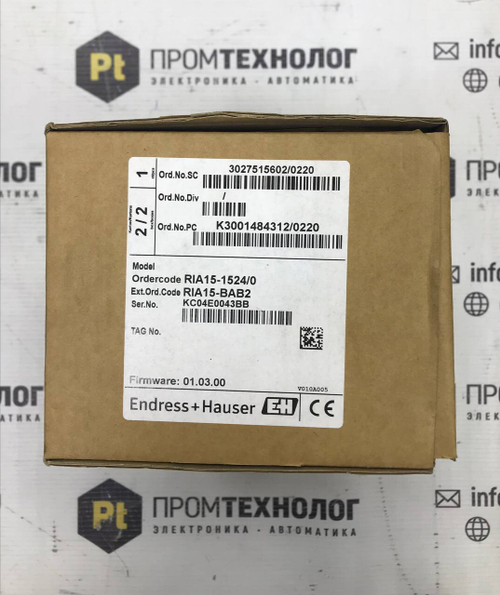 Pt ПРОМТЕХНОЛОГ
ЭЛЕКТРОНИКА - АВТОМАТИКА
info
Ord.No.SC 3027515602/0220
Ord.No.Div /
Ord.No.PC K3001484312/0220
1
2/2
Model
Ordercode RIA15-1524/0
Ext.Ord.Code RIA15-BAB2
Ser.No. KC04E0043BB
TAG No.
Firmware: 01.03.00
V010A005
Endress+Hauser EH CE
Pt ПРОМТЕХНОЛОГ
ЭЛЕКТРОНИКА - АВТОМАТИКА
info